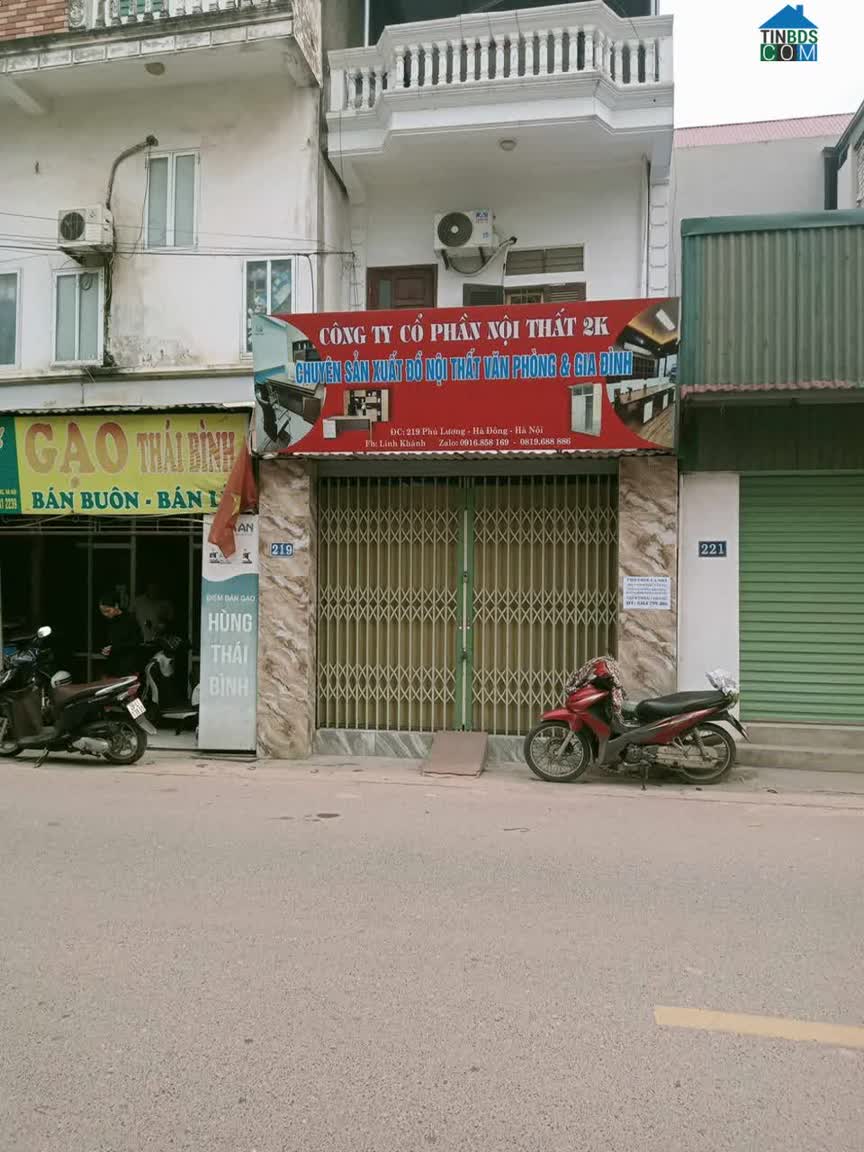 TINBDS
COM
CÔNG TY CỔ PHẦN NỘI THẤT 2K
CHUYÊN SẢN XUẤT ĐỒ NỘI THẤT VĂN PHÒNG & GIA ĐÌNH
ĐC: 219 Phú Lương - Hà Đông - Hà Nội
Fb: Linh Khánh Zalo: 0916.858 169 - 0819.688 886
GẠO THÁI BÌNH
BÁN BUÔN - BÁN L
219
221
ĐIỂM BÁN GẠO
HÙNG
THÁI
BÌNH